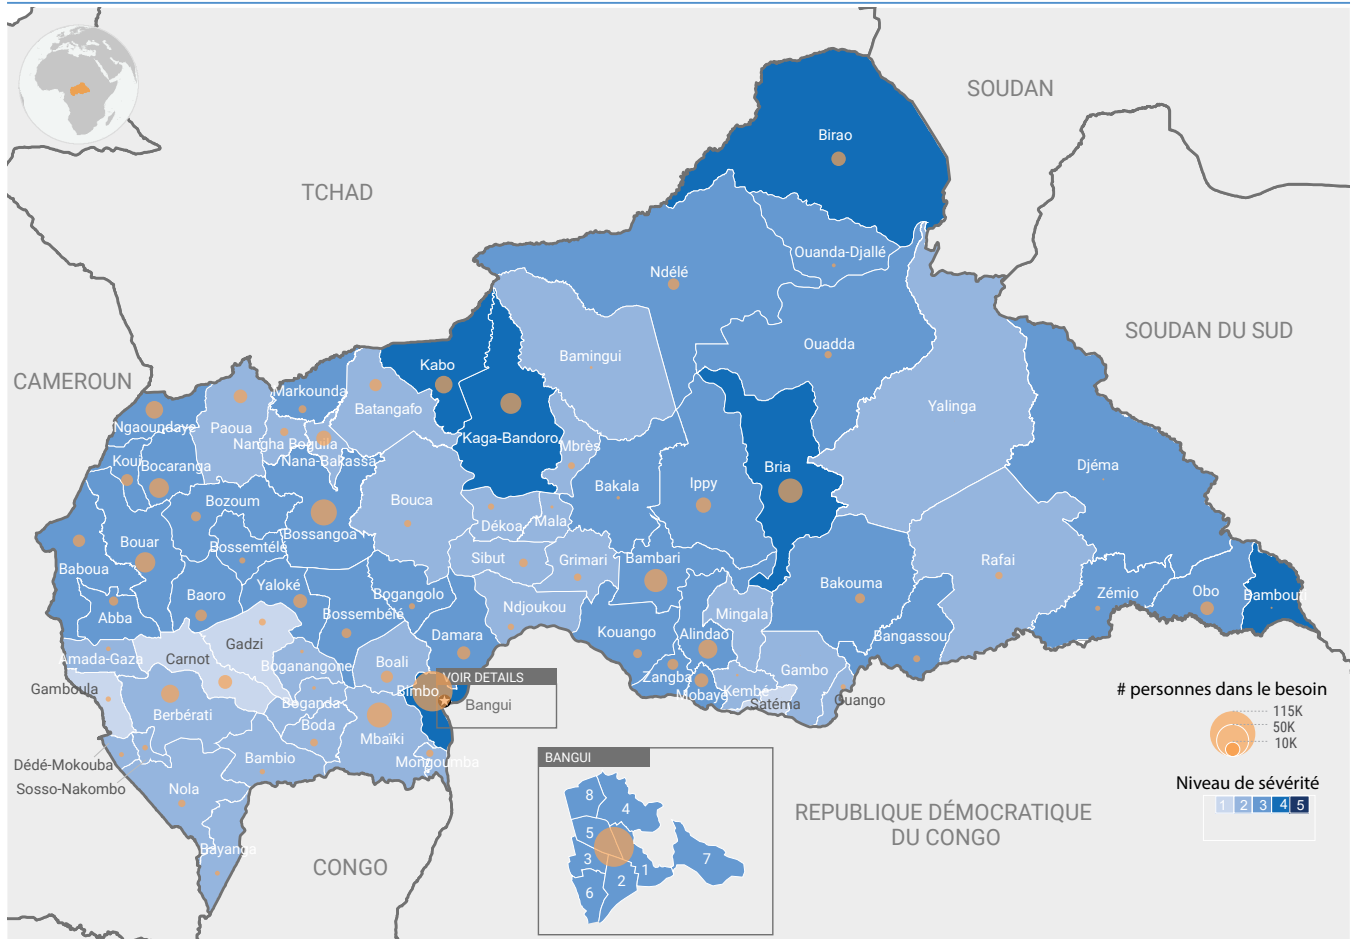 SOUDAN
Birao
TCHAD
Ouanda-Djallé
Ndélé
SOUDAN DU SUD
Ouadda
Bamingui
Kabo
CAMEROUN
Markounda
Batangafo
Yalinga
Ngaoundaye
Paoua
Kaga-Bandoro
Nangha Boguila
Mbrès
Nana-Bakassa
Koui
Bocaranga
Bria
Djéma
Ippy
Bakala
Bozoum
Bouca
Dékoa
Mala
Bossangoa
Bouar
Bossemtélé
Sibut
Grimari
Bambari
Rafai
Baboua
Yaloké
Bakouma
Baoro
Bogangolo
Zémio
Obo
Bambouti
Abba
Bossembélé
Ndjoukou
Mingala
Damara
Kouango
Alindao
Bangassou
Gadzi
Amada-Gaza
Carnot
Boganangone
Boali
Zangba
Gambo
VOIR DETAILS
Gamboula
Bimbo
Mobaye
Kembé
# personnes dans le besoin
Boganda
Bangui
Satéma
Ouango
115K
Berbérati
Boda
Mbaïki
50K
10K
Bambio
Mongoumba
BANGUI
Dédé-Mokouba
Niveau de sévérité
Sosso-Nakombo
Nola
8
4
1 2 3 4 5
REPUBLIQUE DÉMOCRATIQUE
DU CONGO
5
Bayanga
3
7
1
CONGO
2
6